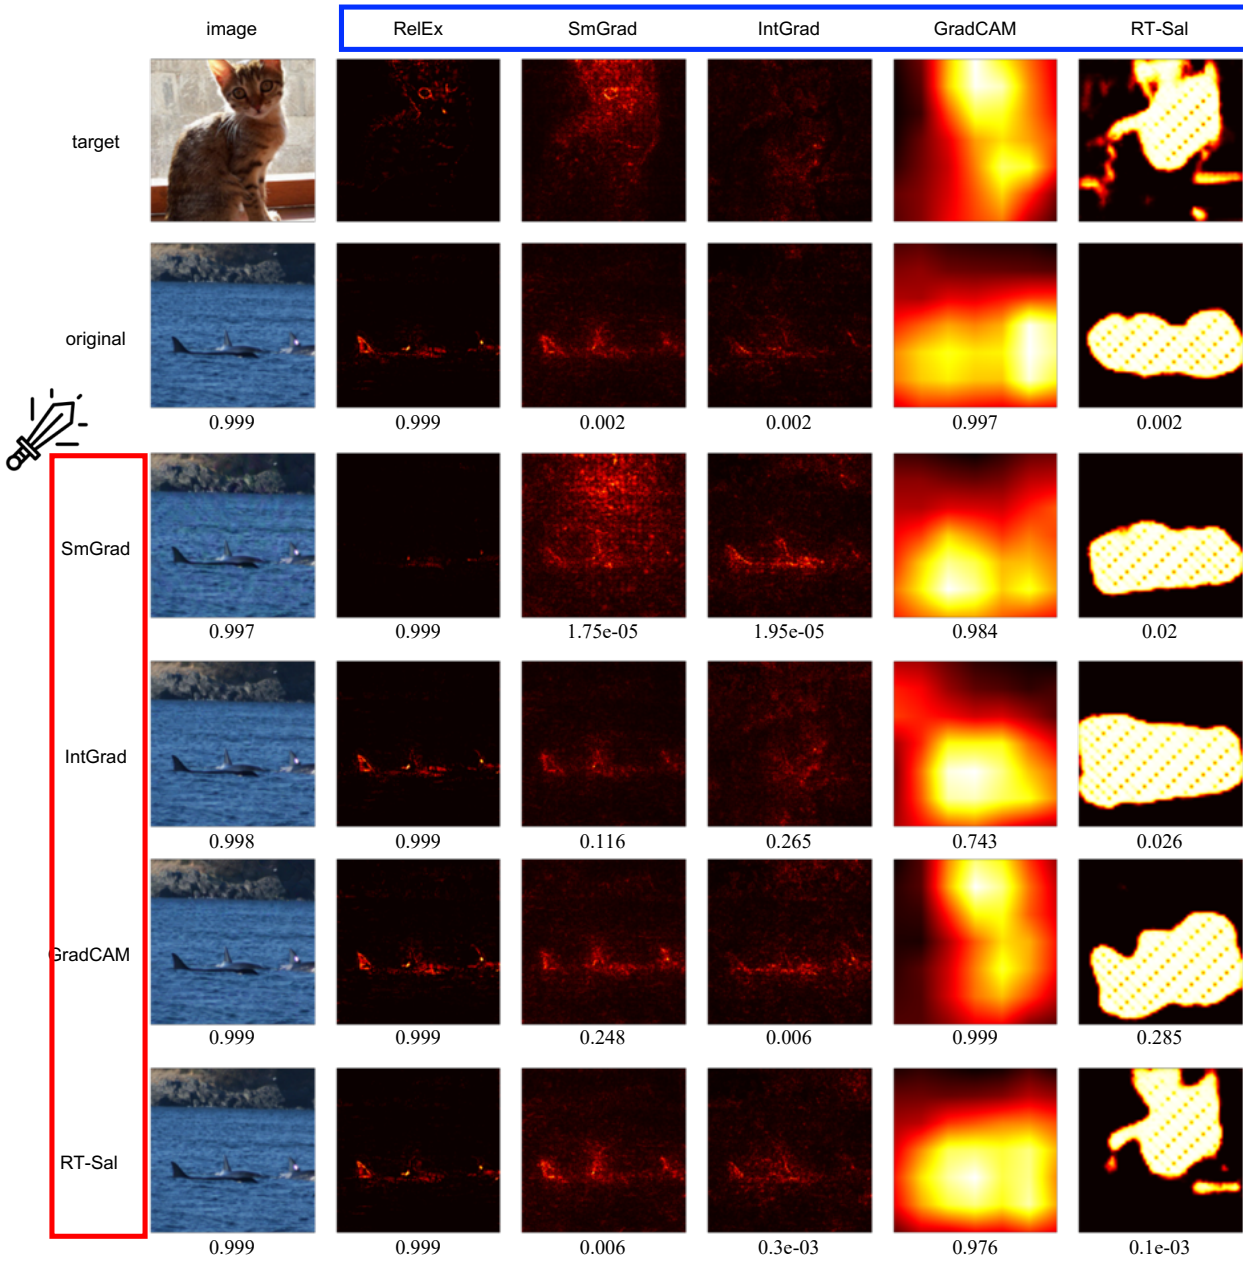 image RelEx SmGrad IntGrad GradCAM RT-Sal
target
original
0.999 0.999 0.002 0.002 0.997 0.002
SmGrad
0.997 0.999 1.75e-05 1.95e-05 0.984 0.02
IntGrad
0.998 0.999 0.116 0.265 0.743 0.026
GradCAM
0.999 0.999 0.248 0.006 0.999 0.285
RT-Sal
0.999 0.999 0.006 0.3e-03 0.976 0.1e-03